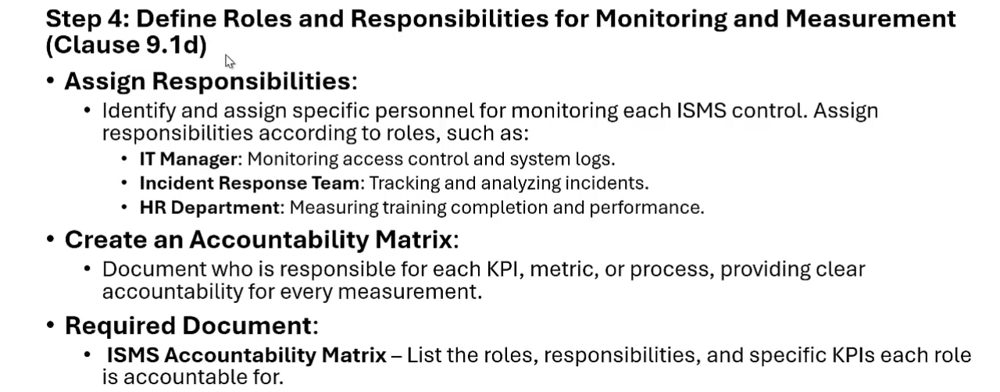 Step 4: Define Roles and Responsibilities for Monitoring and Measurement
(Clause 9.1d)
• Assign Responsibilities:
• Identify and assign specific personnel for monitoring each ISMS control. Assign
responsibilities according to roles, such as:
• IT Manager: Monitoring access control and system logs.
• Incident Response Team: Tracking and analyzing incidents.
• HR Department: Measuring training completion and performance.
• Create an Accountability Matrix:
• Document who is responsible for each KPI, metric, or process, providing clear
accountability for every measurement.
• Required Document:
• ISMS Accountability Matrix – List the roles, responsibilities, and specific KPIs each role
is accountable for.